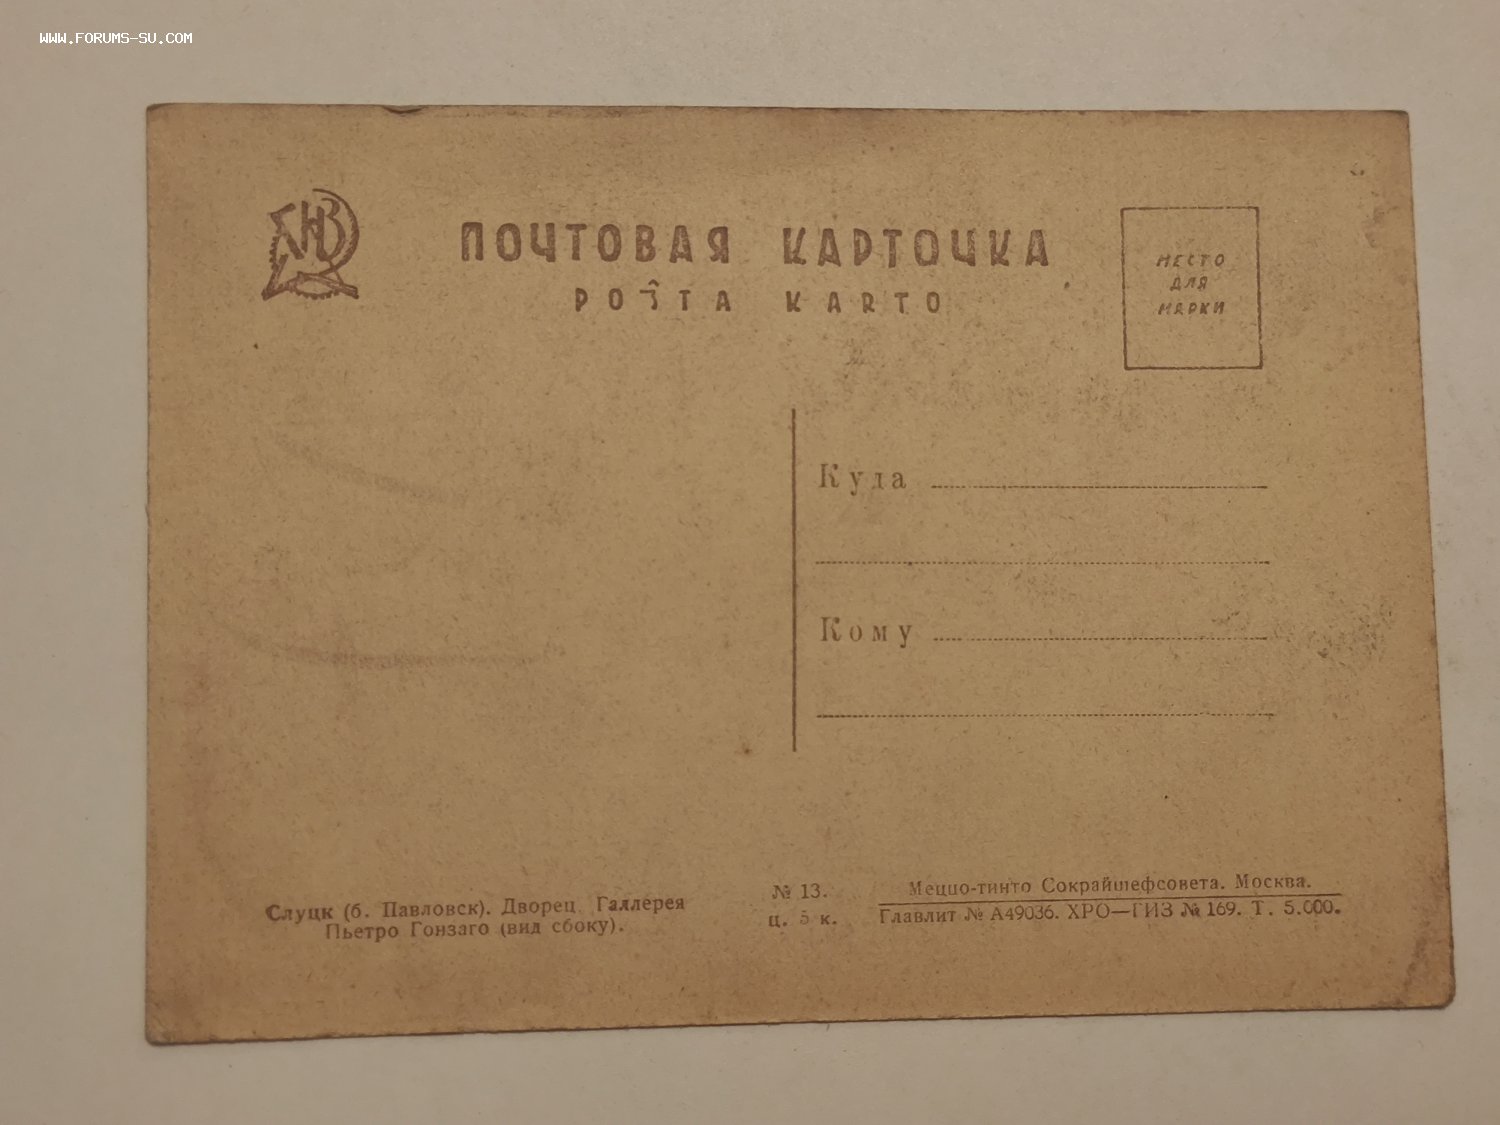 WWW.FORUMS-SU.COM
ГИЗ
ПОЧТОВАЯ КАРТОЧКА
POŜTA KARTO
МЕСТО
ДЛЯ
МАРКИ
Куда
Кому
Слуцк (б. Павловск). Дворец. Галлерея
Пьетро Гонзаго (вид сбоку).
№ 13.
ц. 5 к.
Меццо-тинто Сокрайшефсовета. Москва.
Главлит № А49036. ХРО—ГИЗ № 169. Т. 5.000.